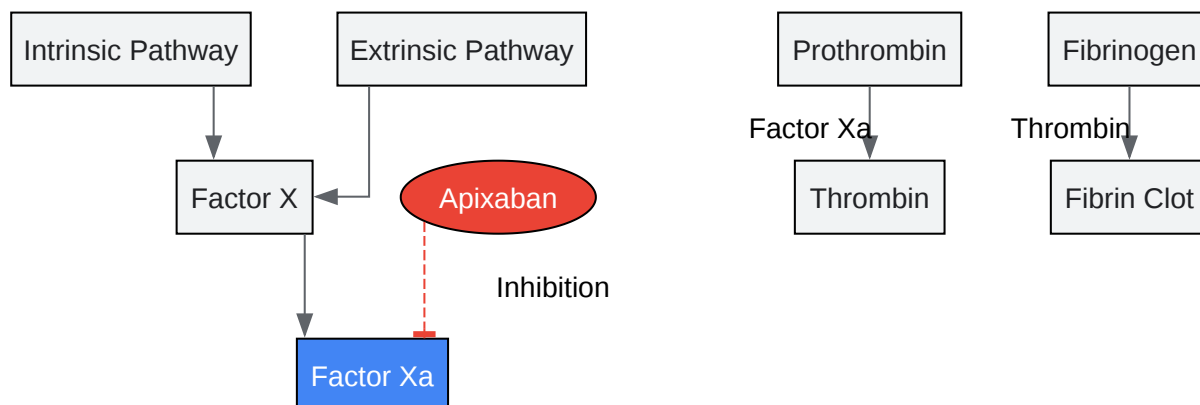 Intrinsic Pathway
Extrinsic Pathway
Prothrombin
Fibrinogen
Factor Xa
Thrombin
Factor X
Apixaban
Thrombin
Fibrin Clot
Inhibition
Factor Xa